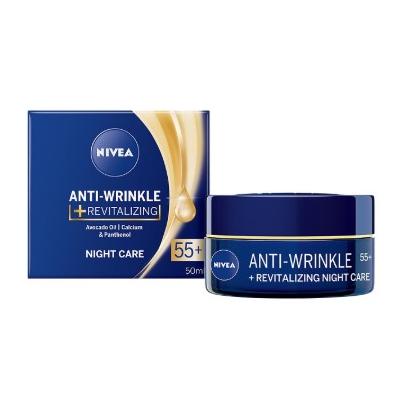 NIVEA
ANTI-WRINKLE
+REVITALIZING
Avocado Oil | Calcium
& Panthenol
NIGHT CARE
55+
50ml
NIVEA
ANTI-WRINKLE 55+
+ REVITALIZING NIGHT CARE